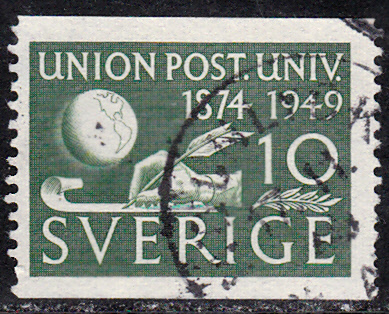 UNION POST. UNIV.
1874 1949
10
SVERIGE